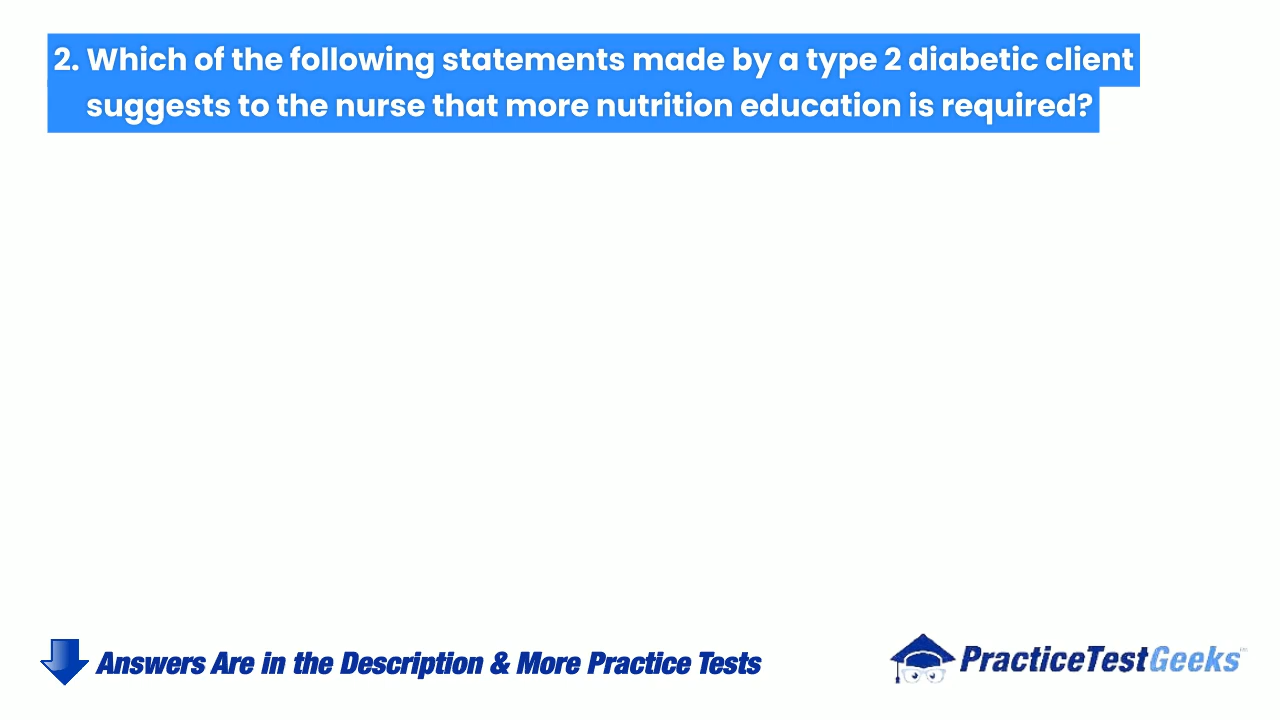 2. Which of the following statements made by a type 2 diabetic client
suggests to the nurse that more nutrition education is required?
Answers Are in the Description & More Practice Tests
PracticeTestGeeks